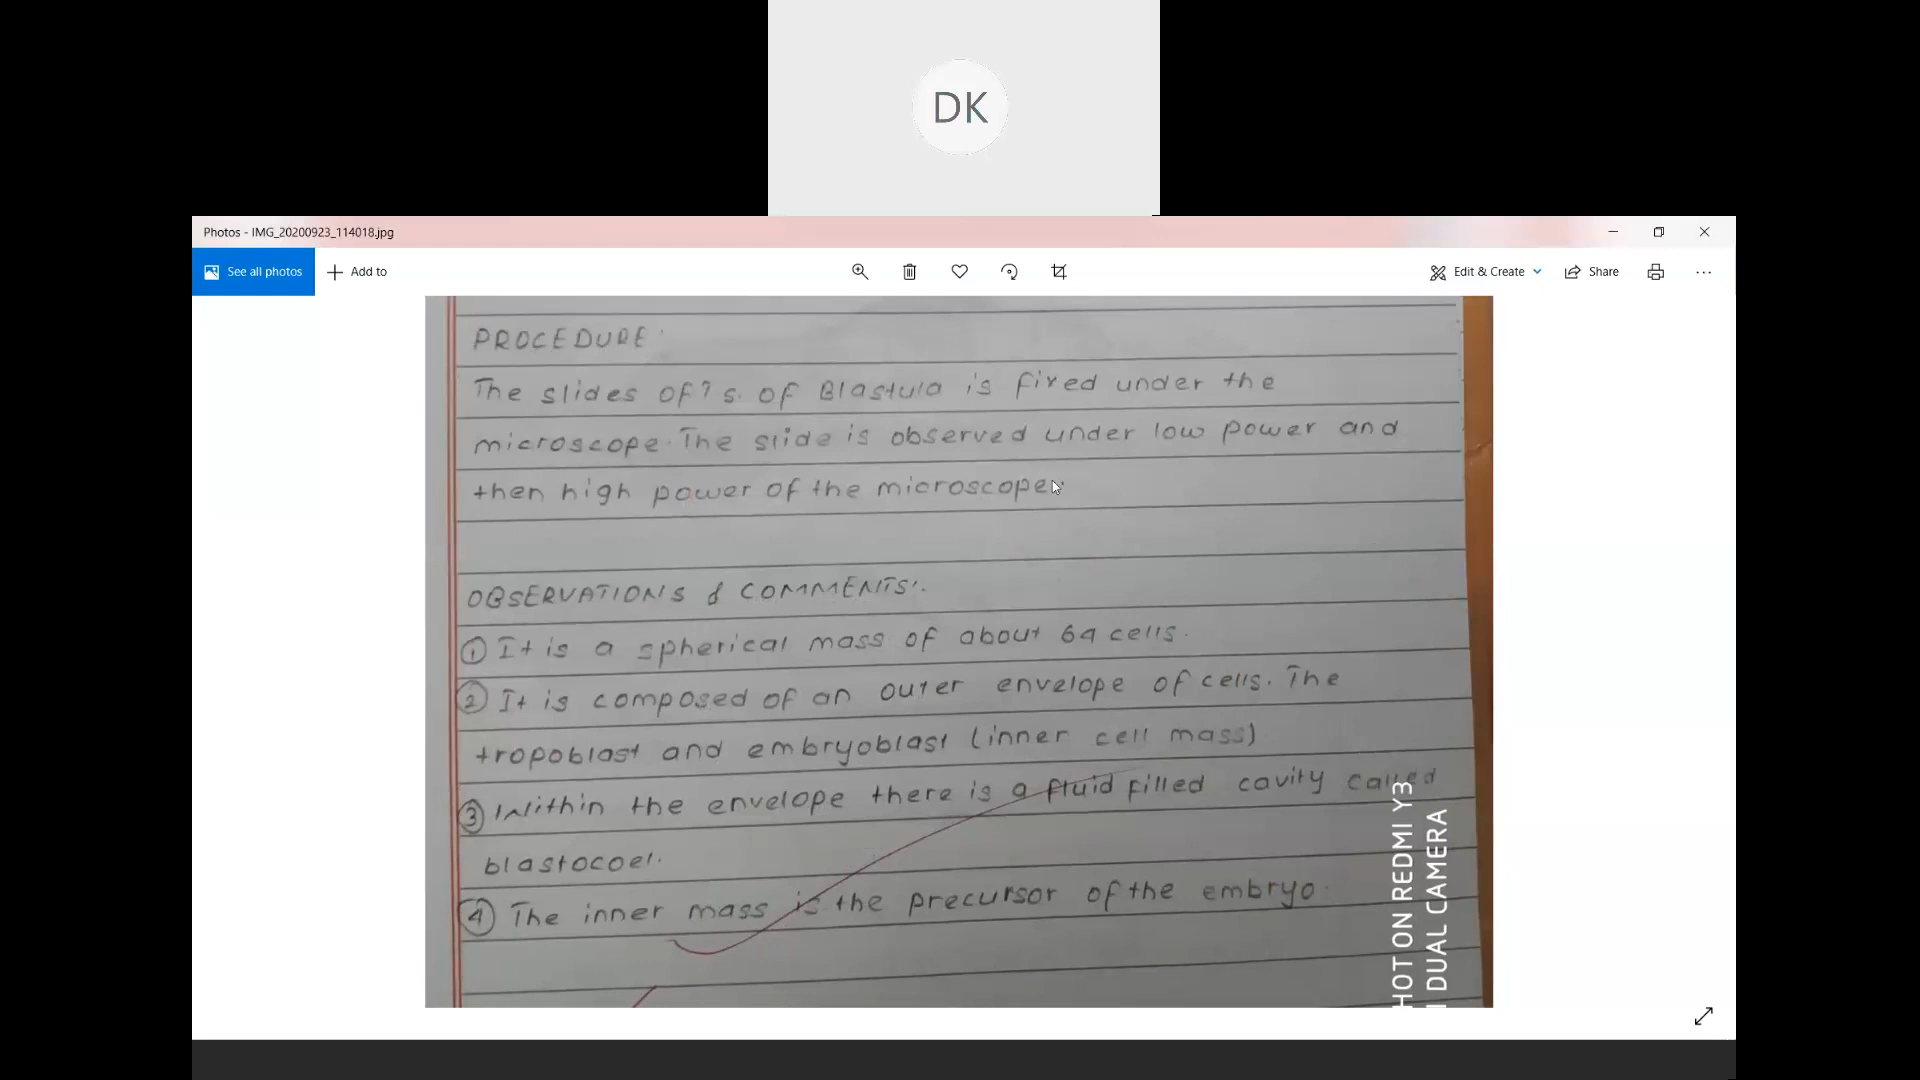 DK
Photos - IMG_20200923_114018.jpg
See all photos
Add to
Edit & Create
Share
PROCEDURE:
The slides of T s. of Blastula is fixed under the
microscope. The slide is observed under low power and
then high power of the microscope.
OBSERVATIONS & COMMENTS:.
① It is a spherical mass of about 64 cells.
② It is composed of an outer envelope of cells. The
tropoblast and embryoblast (inner cell mass)
③ Within the envelope there is a fluid filled cavity called
blastocoel.
④ The inner mass is the precursor of the embryo.
HOT ON REDMI Y3
I DUAL CAMERA